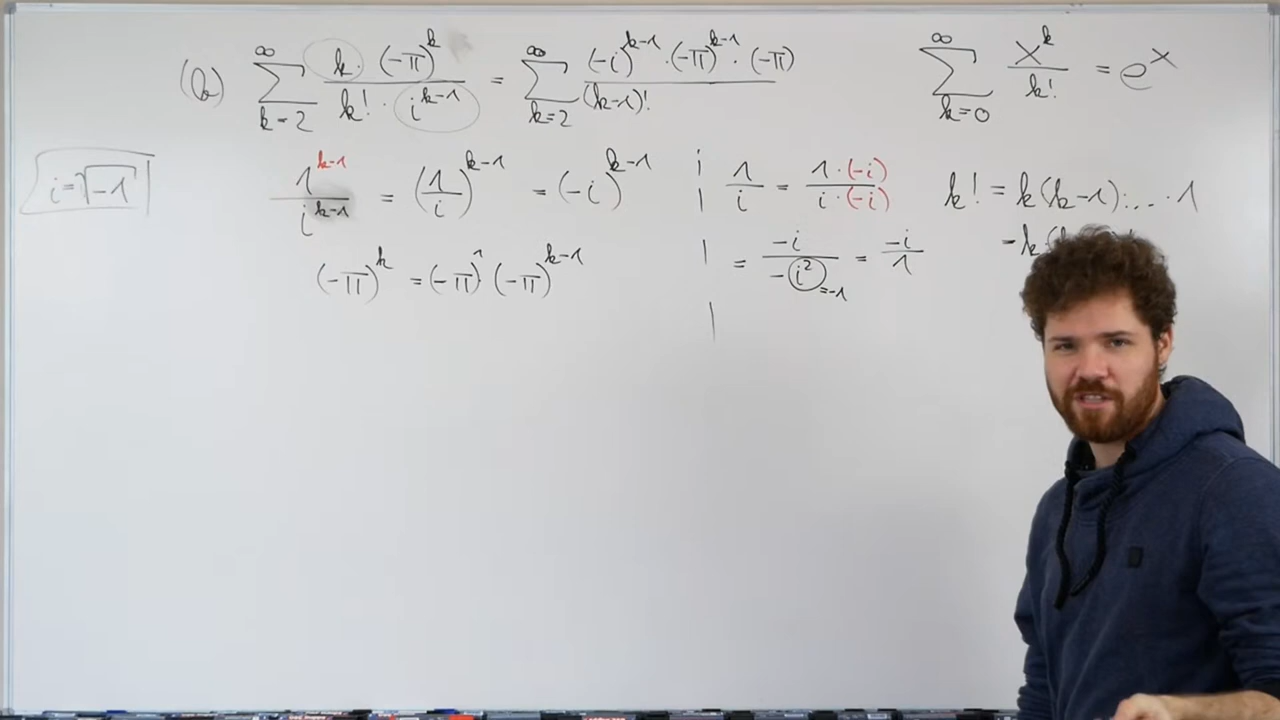 (b) ∞∑k=2 k·(-π)^k / k!·i^(k-1) = ∞∑k=2 (-i)^(k-1)·(-π)^(k-1)·(-π) / (k-1)! ∞∑k=0 x^k/k! = e^x
i=√-1 1^(k-1)/i^(k-1) = (1/i)^(k-1) = (-i)^(k-1) 1/i = 1·(-i)/i·(-i) k! = k(k-1)·...·1
(-π)^k = (-π)^1 (-π)^(k-1) = -i/-i² = -i/1
=-1